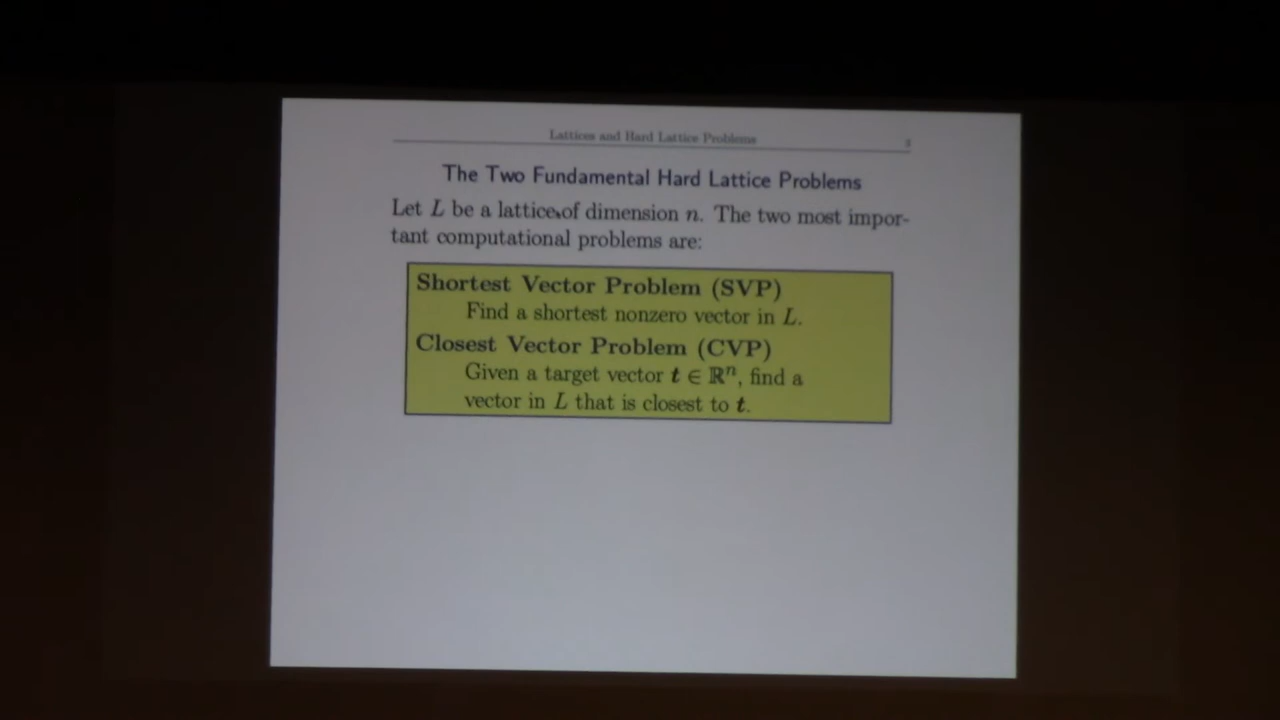 Lattices and Hard Lattice Problems
The Two Fundamental Hard Lattice Problems
Let L be a lattice of dimension n. The two most impor-
tant computational problems are:
Shortest Vector Problem (SVP)
Find a shortest nonzero vector in L.
Closest Vector Problem (CVP)
Given a target vector t ∈ ℝⁿ, find a
vector in L that is closest to t.